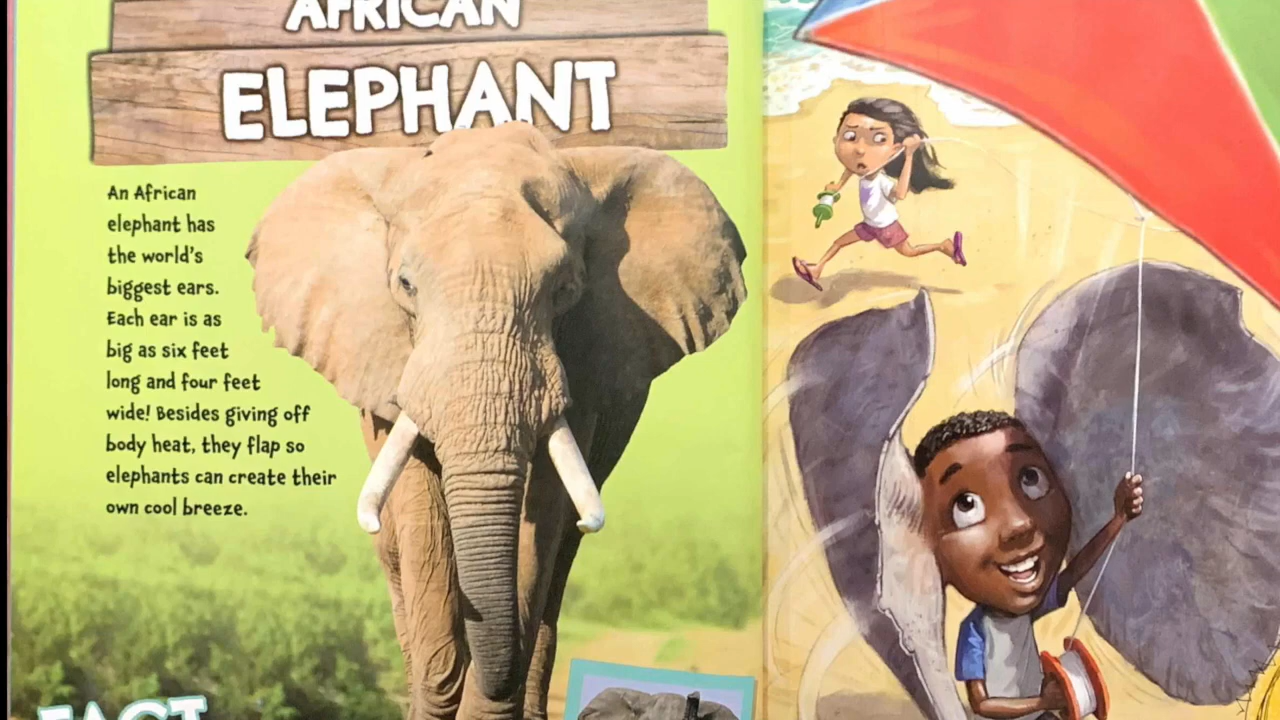 AFRICAN
ELEPHANT
An African
elephant has
the world's
biggest ears.
Each ear is as
big as six feet
long and four feet
wide! Besides giving off
body heat, they flap so
elephants can create their
own cool breeze.
FACT